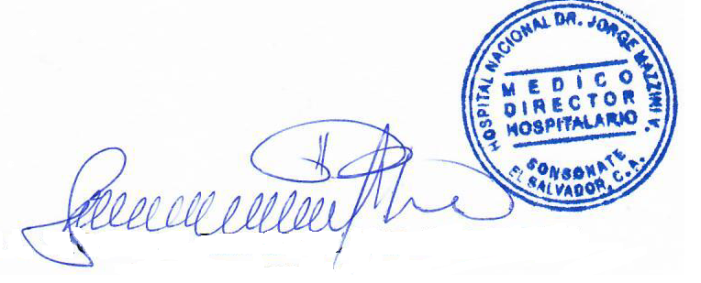 HOSPITAL NACIONAL DR. JORGE MAZZINI V.
MEDICO
DIRECTOR
HOSPITALARIO
SONSONATE
EL SALVADOR, C. A.